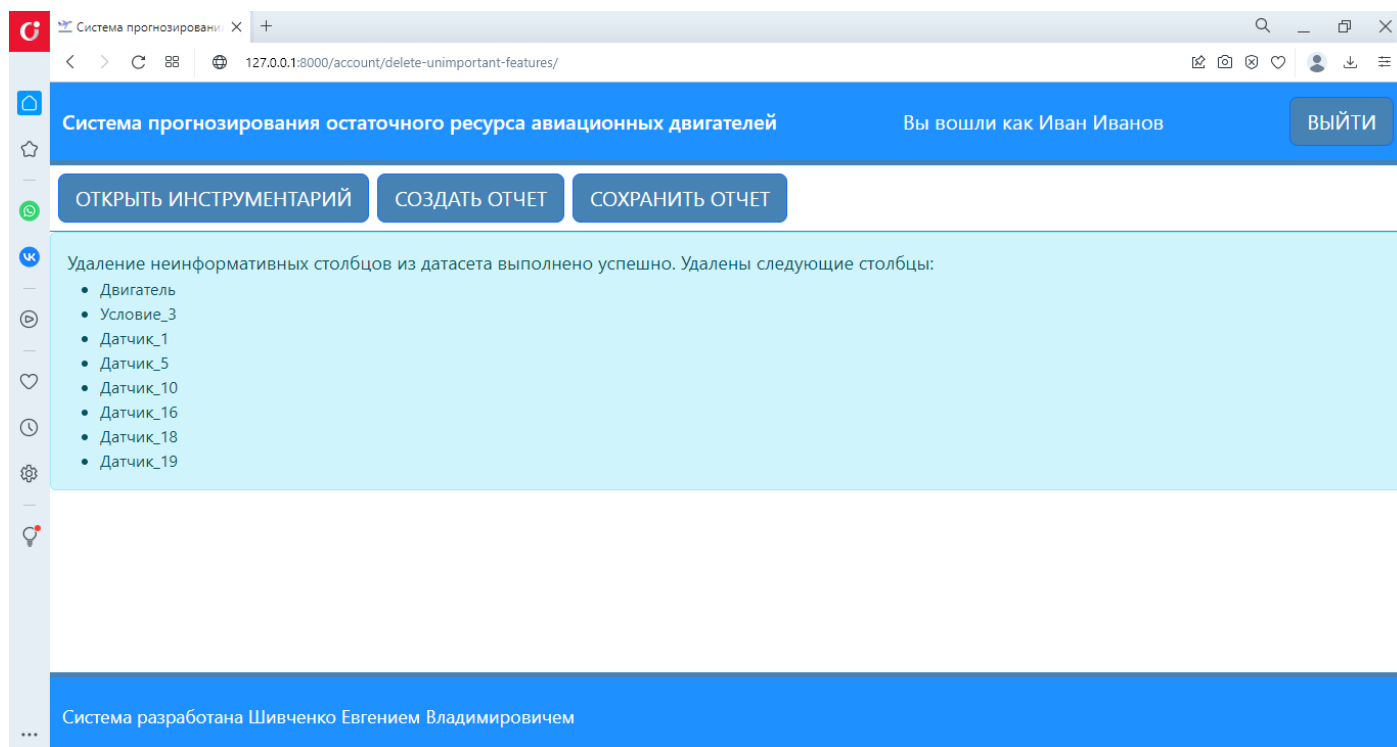 Система прогнозировани
127.0.0.1:8000/account/delete-unimportant-features/
Система прогнозирования остаточного ресурса авиационных двигателей
Вы вошли как Иван Иванов
ВЫЙТИ
ОТКРЫТЬ ИНСТРУМЕНТАРИЙ
СОЗДАТЬ ОТЧЕТ
СОХРАНИТЬ ОТЧЕТ
Удаление неинформативных столбцов из датасета выполнено успешно. Удалены следующие столбцы:
Двигатель
Условие_3
Датчик_1
Датчик_5
Датчик_10
Датчик_16
Датчик_18
Датчик_19
Система разработана Шивченко Евгением Владимировичем